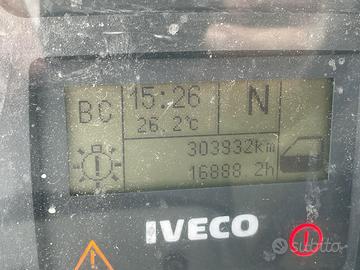 BC
15:26
N
26.2°C
303932km
16888 2h
IVECO
subito